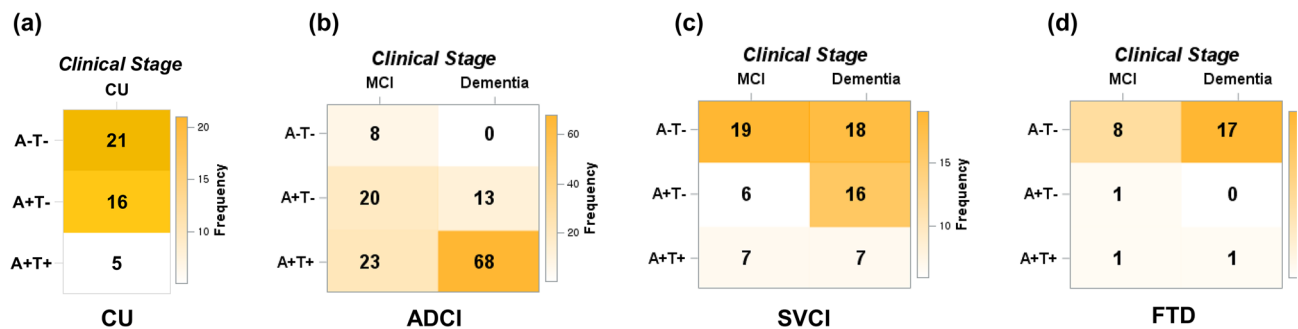 (a)
Clinical Stage
CU
A-T-
21
A+T-
16
A+T+
5
20
15
10
Frequency
CU
(b)
Clinical Stage
MCI Dementia
A-T-
8 0
A+T-
20 13
A+T+
23 68
60
40
20
Frequency
ADCI
(c)
Clinical Stage
MCI Dementia
A-T-
19 18
A+T-
6 16
A+T+
7 7
15
10
Frequency
SVCI
(d)
Clinical Stage
MCI Dementia
A-T-
8 17
A+T-
1 0
A+T+
1 1
FTD